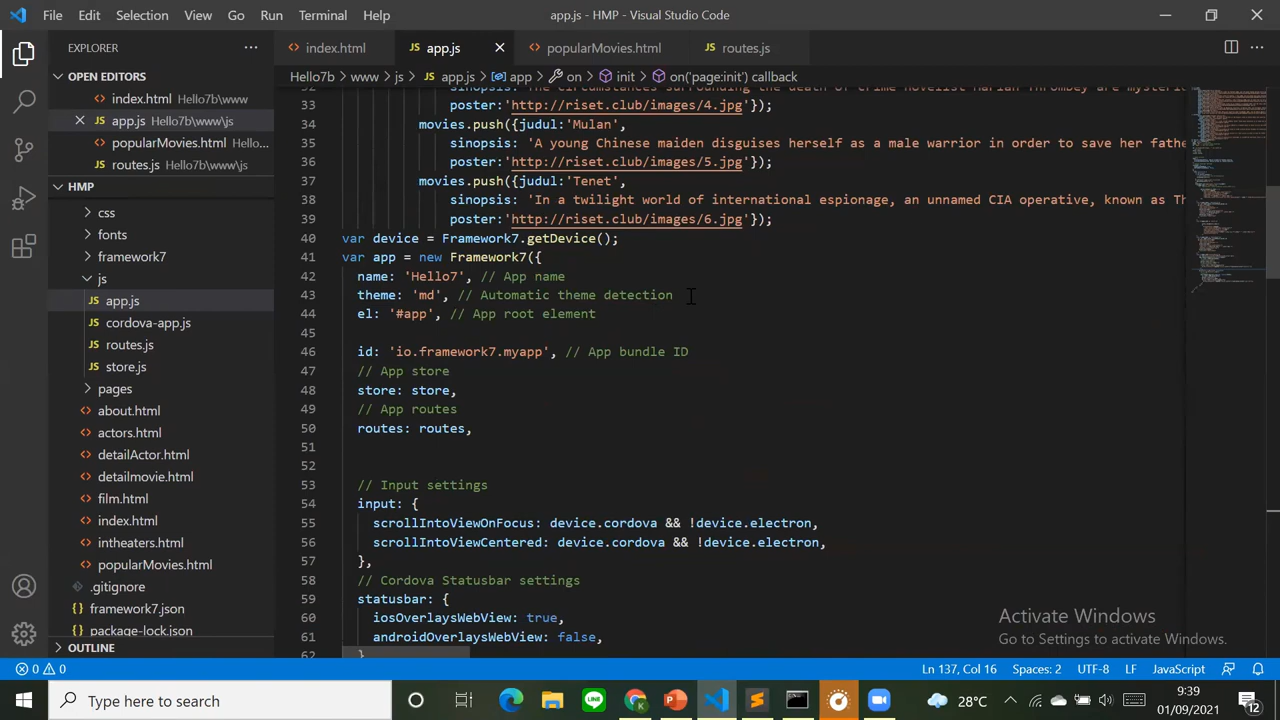 File Edit Selection View Go Run Terminal Help app.js - HMP - Visual Studio Code
EXPLORER
index.html
app.js
popularMovies.html
routes.js
OPEN EDITORS
index.html Hello7b\www
app.js Hello7b\www\js
popularMovies.html Hello7b\...
routes.js Hello7b\www\js
HMP
css
fonts
framework7
js
app.js
cordova-app.js
routes.js
store.js
pages
about.html
actors.html
detailActor.html
detailmovie.html
film.html
index.html
intheaters.html
popularMovies.html
.gitignore
framework7.json
package-lock.json
OUTLINE
Hello7b > www > js > app.js > app > on > init > on('page:init') callback
33 poster:'http://riset.club/images/4.jpg'});
34 movies.push({judul:'Mulan',
35 Young Chinese maiden disguises herself as a male warrior in order to save her fathe
36 poster:'http://riset.club/images/5.jpg'});
37 movies.push({judul:'Tenet',
38 'In a twilight world of international espionage, an unnamed CIA operative, known as Th
39 poster:'http://riset.club/images/6.jpg'});
40 var device = Framework7.getDevice();
41 var app = new Framework7({
42 name: 'Hello7', // App name
43 theme: 'md', // Automatic theme detection
44 el: '#app', // App root element
45
46 id: 'io.framework7.myapp', // App bundle ID
47 // App store
48 store: store,
49 // App routes
50 routes: routes,
51
52
53 // Input settings
54 input: {
55 scrollIntoViewOnFocus: device.cordova && !device.electron,
56 scrollIntoViewCentered: device.cordova && !device.electron,
57 },
58 // Cordova Statusbar settings
59 statusbar: {
60 iosOverlaysWebView: true,
61 androidOverlaysWebView: false,
Activate Windows
Go to Settings to activate Windows.
0 0 Ln 137, Col 16 Spaces: 2 UTF-8 LF JavaScript
Type here to search 28°C 9:39
01/09/2021 12